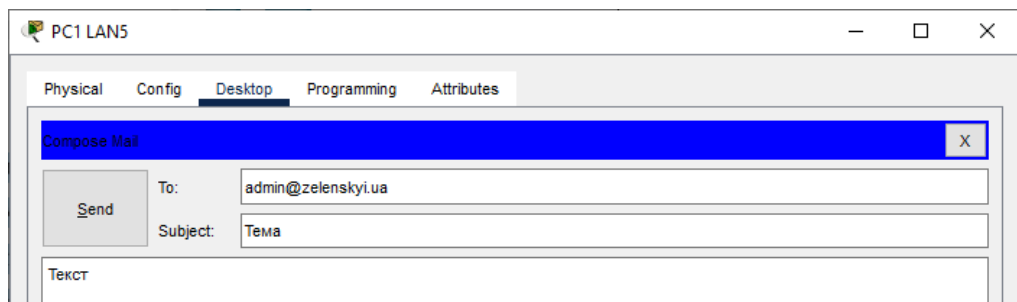 PC1 LAN5
Physical Config Desktop Programming Attributes
Compose Mail X
Send
To: admin@zelenskyi.ua
Subject: Тема
Текст